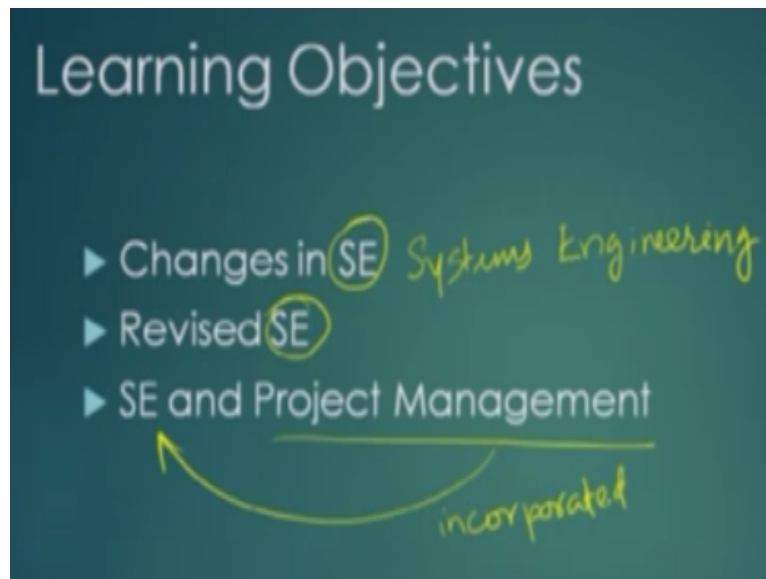 Learning Objectives
Changes in SE Systems Engineering
Revised SE
SE and Project Management
incorporated